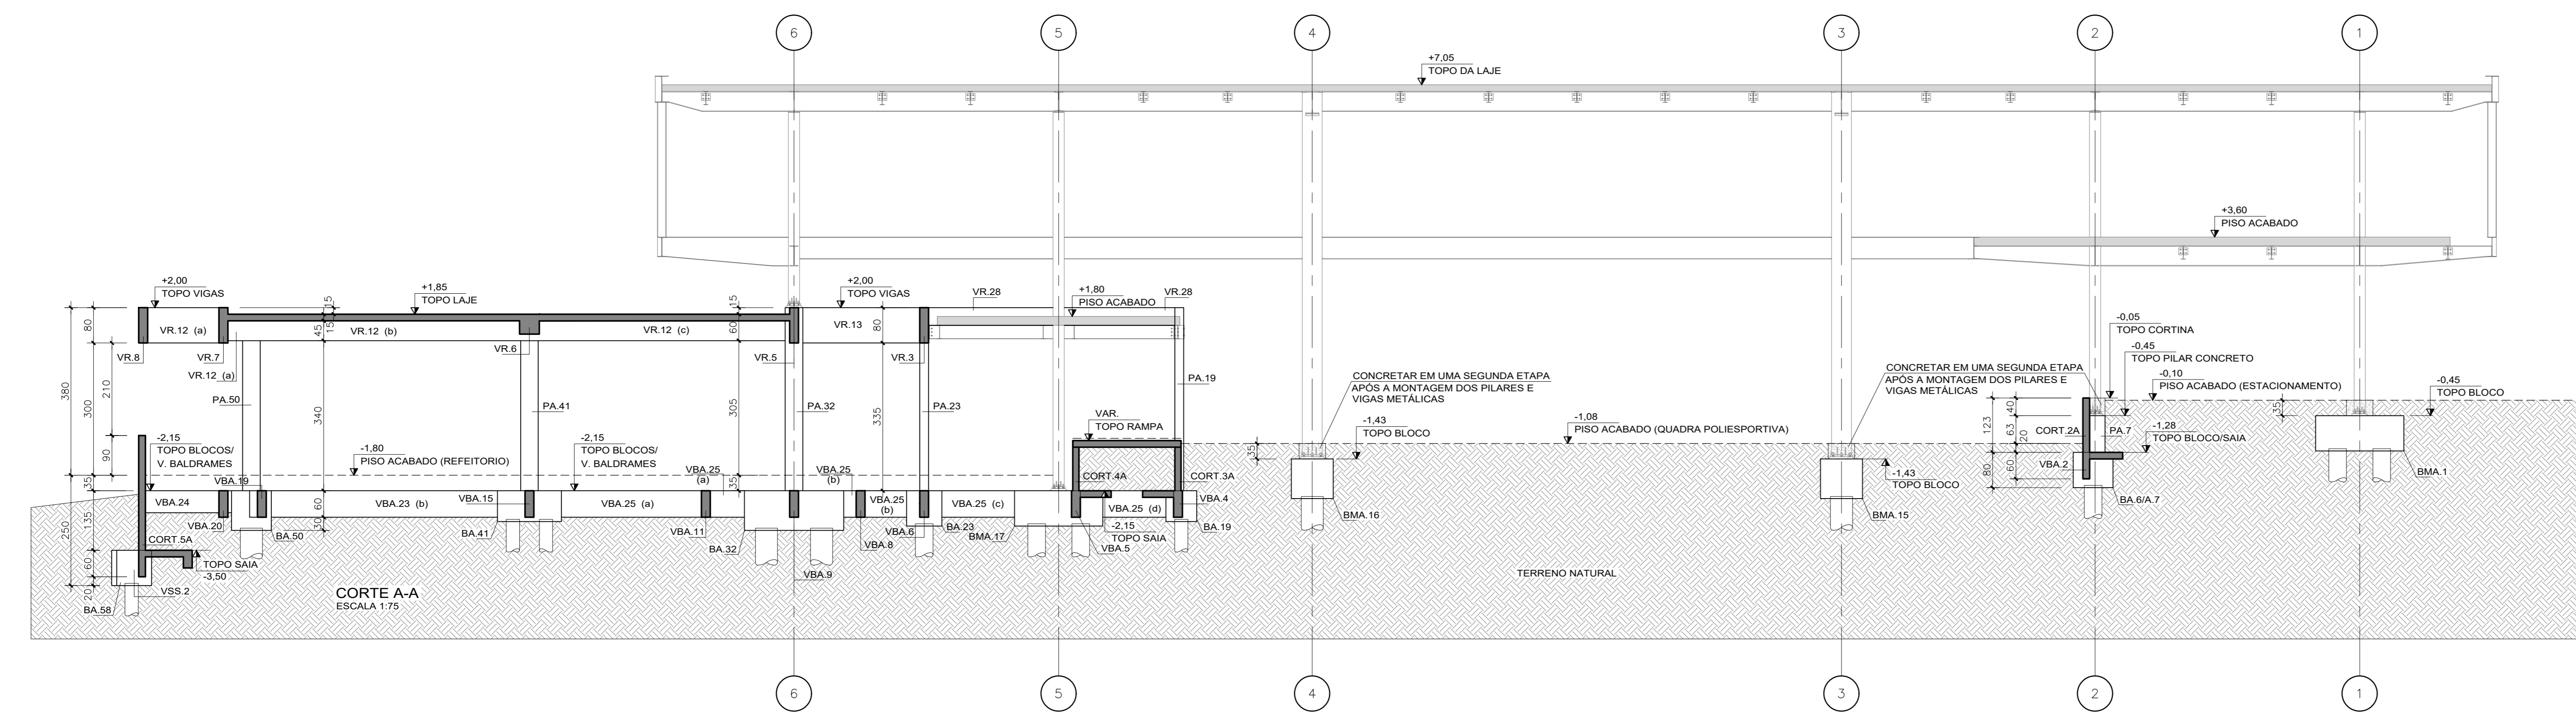 6
5
4
3
2
1
+7,05
TOPO DA LAJE
+3,60
PISO ACABADO
+2,00
TOPO VIGAS
+1,85
TOPO LAJE
15
+2,00
TOPO VIGAS
VR.28
+1,80
PISO ACABADO
VR.28
15
80
VR.12 (a)
45
15
VR.12 (b)
VR.12 (c)
60
VR.13
80
VR.8
VR.7
VR.6
VR.5
VR.3
VR.12 (a)
380
300
210
PA.50
340
PA.41
305
PA.32
335
PA.23
PA.19
-0,05
TOPO CORTINA
-0,45
TOPO PILAR CONCRETO
-0,10
PISO ACABADO (ESTACIONAMENTO)
-0,45
TOPO BLOCO
CONCRETAR EM UMA SEGUNDA ETAPA
APÓS A MONTAGEM DOS PILARES E
VIGAS METÁLICAS
CONCRETAR EM UMA SEGUNDA ETAPA
APÓS A MONTAGEM DOS PILARES E
VIGAS METÁLICAS
VAR.
TOPO RAMPA
-1,43
TOPO BLOCO
-1,08
PISO ACABADO (QUADRA POLIESPORTIVA)
123
40
63
20
60
80
CORT.2A
PA.7
-1,28
TOPO BLOCO/SAIA
VBA.2
BA.6/A.7
35
BMA.1
90
-2,15
TOPO BLOCOS/
V. BALDRAMES
-1,80
PISO ACABADO (REFEITORIO)
-2,15
TOPO BLOCOS/
V. BALDRAMES
VBA.25
(a)
VBA.25
(b)
35
CORT.4A
CORT.3A
35
-1,43
TOPO BLOCO
35
VBA.19
VBA.24
60
VBA.23 (b)
VBA.15
VBA.25 (a)
VBA.25
(b)
VBA.25 (c)
VBA.25 (d)
VBA.4
250
135
30
VBA.20
BA.50
BA.41
VBA.11
BA.32
VBA.8
VBA.6
BA.23
BMA.17
-2,15
TOPO SAIA
VBA.5
BA.19
BMA.16
BMA.15
CORT.5A
60
TOPO SAIA
-3,50
20
VSS.2
BA.58
VBA.9
TERRENO NATURAL
CORTE A-A
ESCALA 1:75
6
5
4
3
2
1